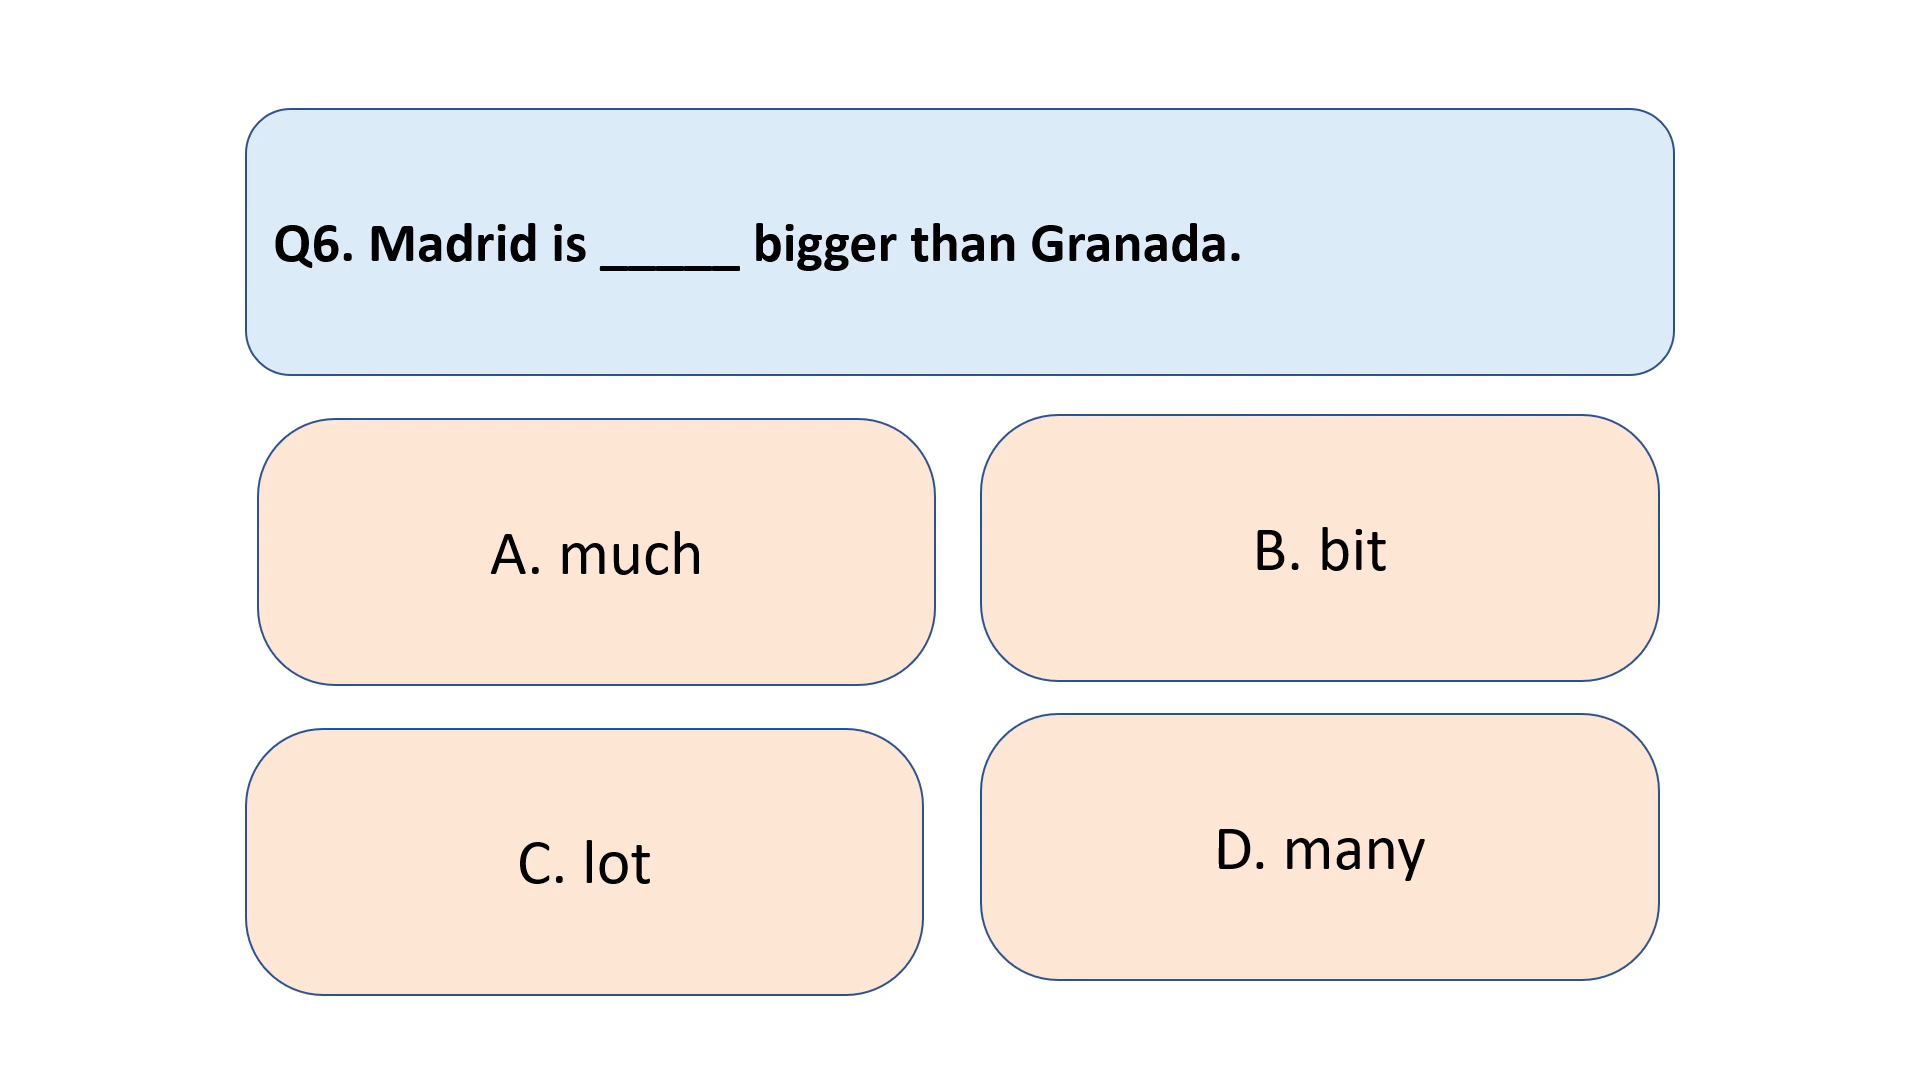 Q6. Madrid is _____ bigger than Granada.
A. much
B. bit
C. lot
D. many